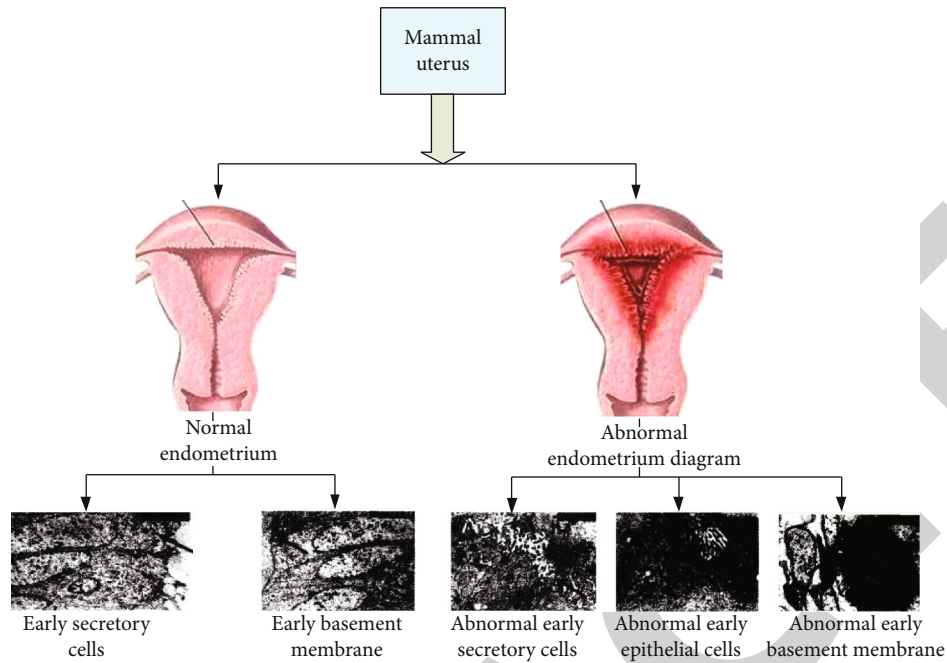 Mammal
uterus
Normal
endometrium
Abnormal
endometrium diagram
Early secretory
cells
Early basement
membrane
Abnormal early
secretory cells
Abnormal early
epithelial cells
Abnormal early
basement membrane